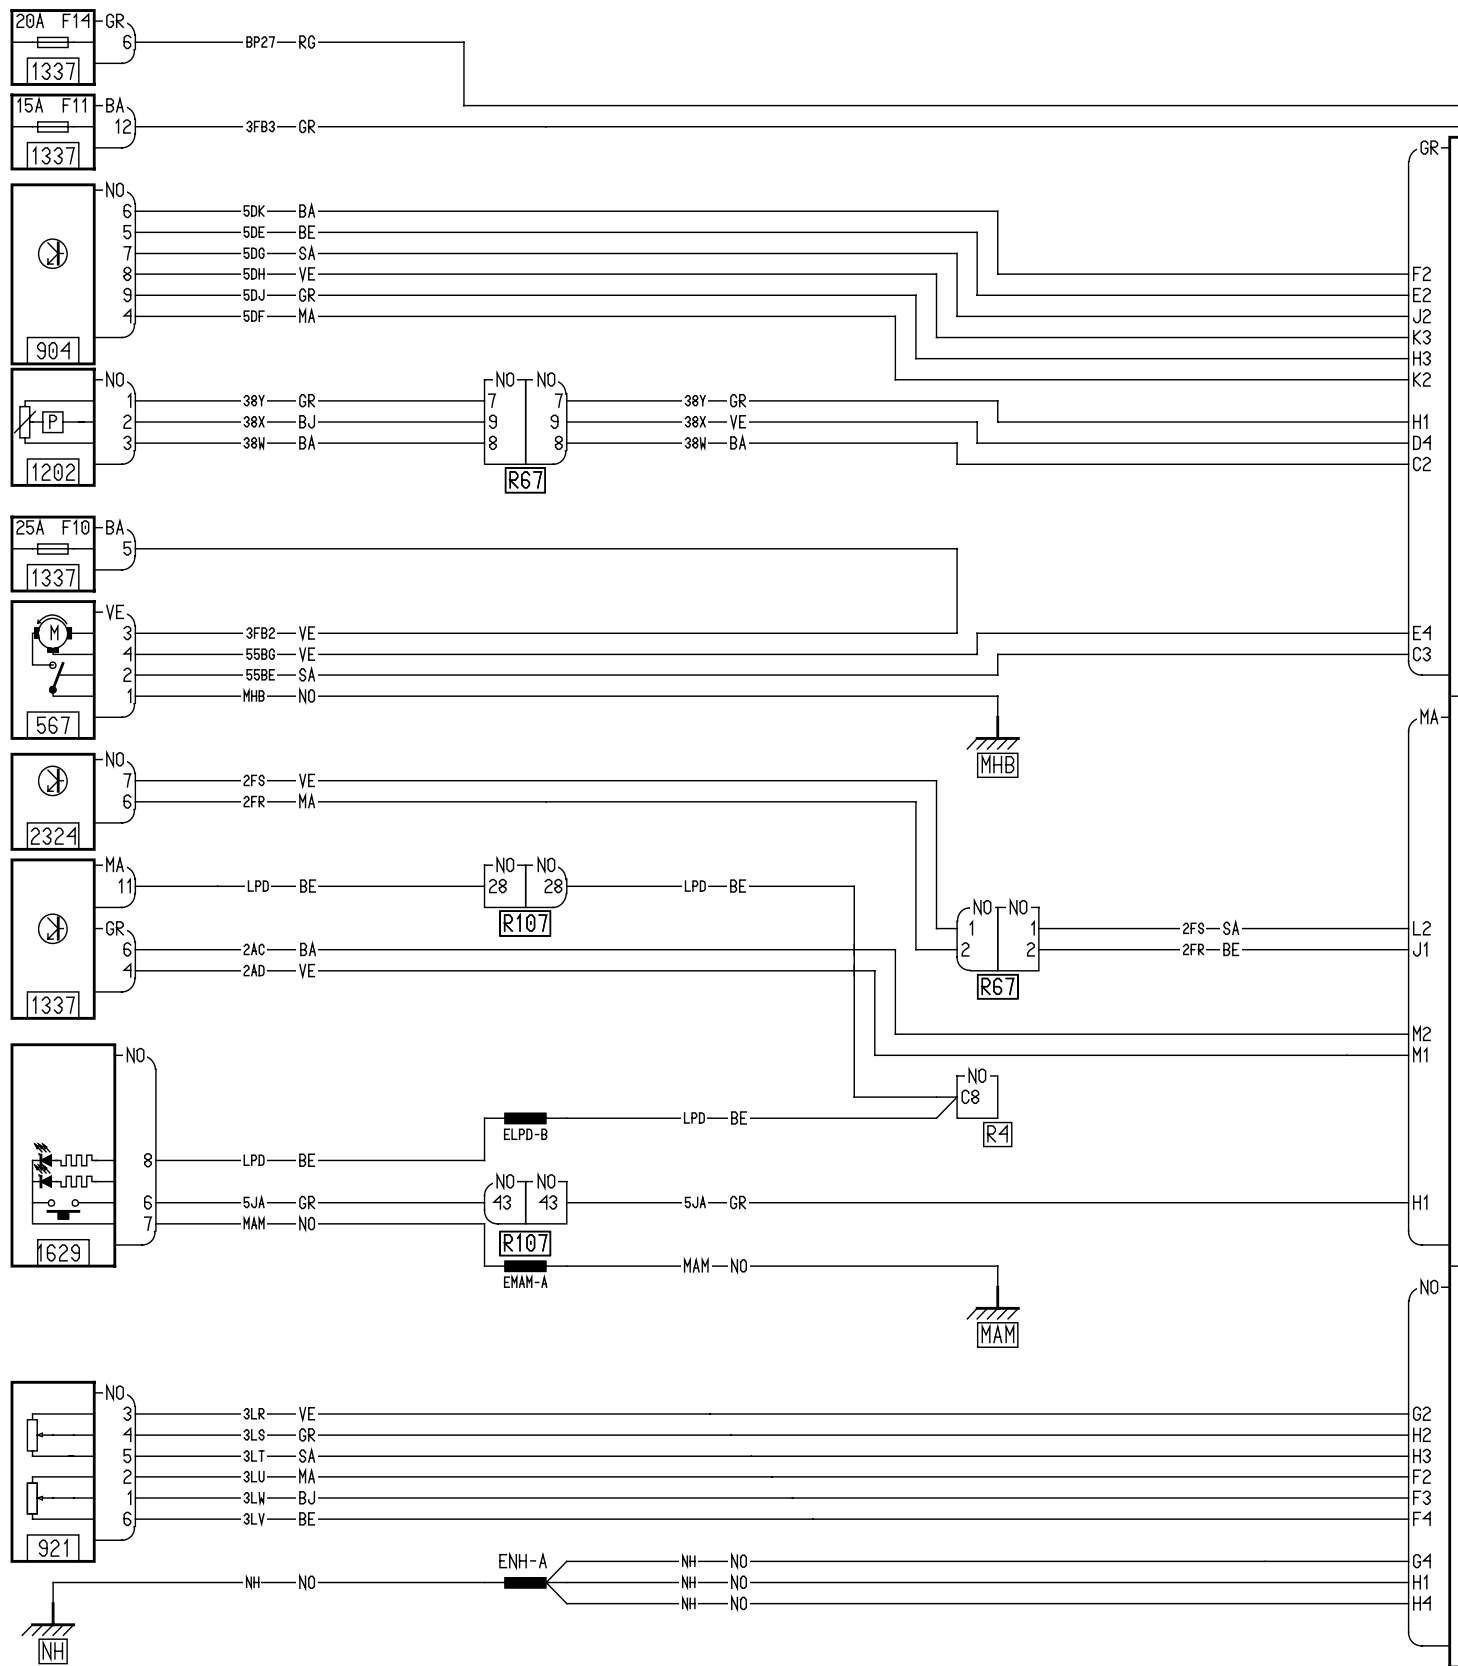 20A F14 GR
6 BP27 RG
1337
15A F11 BA
12 3FB3 GR
1337
GR
NO
6 5DK BA
5 5DE BE
7 5DG SA
8 5DH VE F2
9 5DJ GR E2
4 5DF MA J2
K3
904 H3
NO NO NO K2
1 38Y GR 7 7 38Y GR
P 2 38X BJ 9 9 38X VE H1
3 38W BA 8 8 38W BA D4
1202 R67 C2
25A F10 BA
5
1337
VE
M 3 3FB2 VE E4
4 55BG VE C3
2 55BE SA
1 MHB NO
567 MA
NO MHB
7 2FS VE
6 2FR MA
2324
MA NO NO
11 LPD BE 28 28 LPD BE
R107 NO NO
GR 1 1 2FS SA L2
6 2AC BA 2 2 2FR BE J1
4 2AD VE
1337 R67
M2
NO M1
NO
C8
LPD BE
ELPD-B R4
8 LPD BE
NO NO
6 5JA GR 43 43 5JA GR H1
7 MAM NO
1629 R107
MAM NO
EMAM-A
NO
MAM
NO
3 3LR VE G2
4 3LS GR H2
5 3LT SA H3
2 3LU MA F2
1 3LW BJ F3
6 3LV BE F4
921
ENH-A NH NO G4
NH NO NH NO H1
NH NO H4
NH